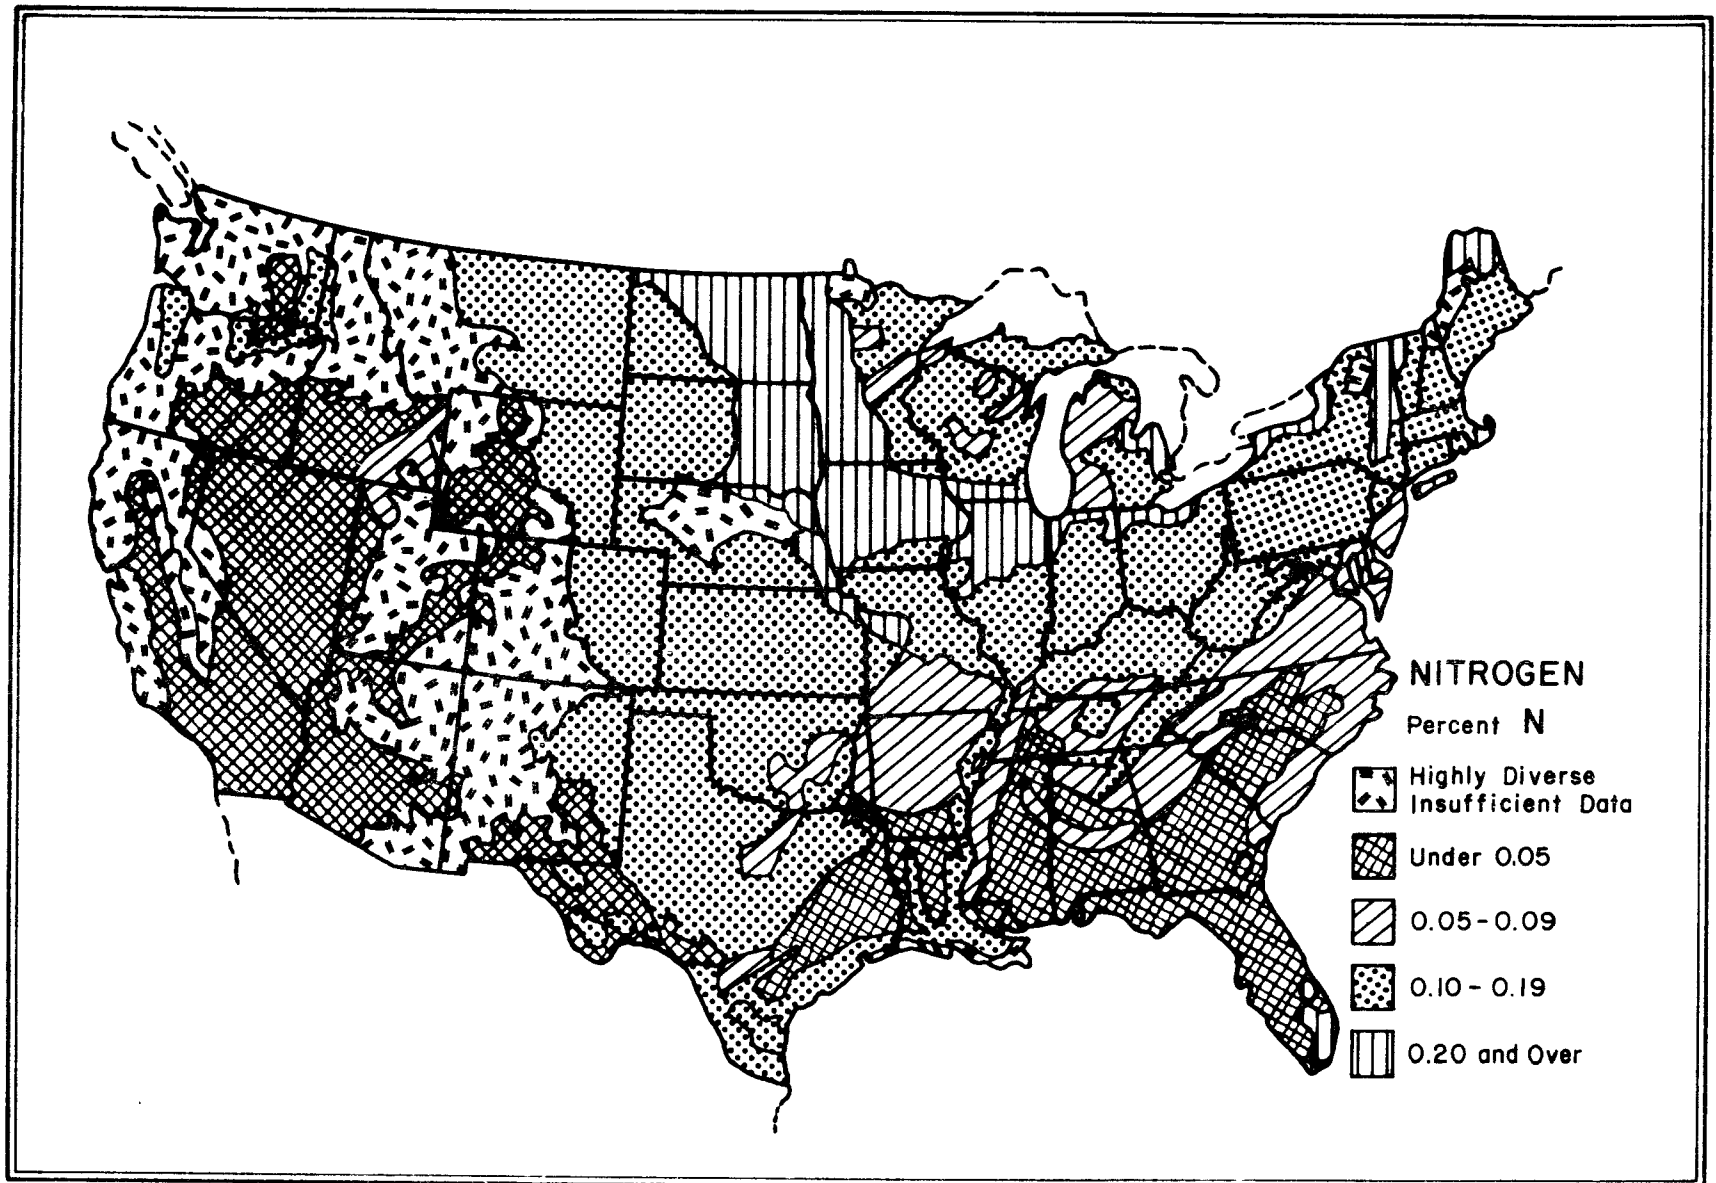 NITROGEN
Percent N
Highly Diverse
Insufficient Data
Under 0.05
0.05-0.09
0.10-0.19
0.20 and Over